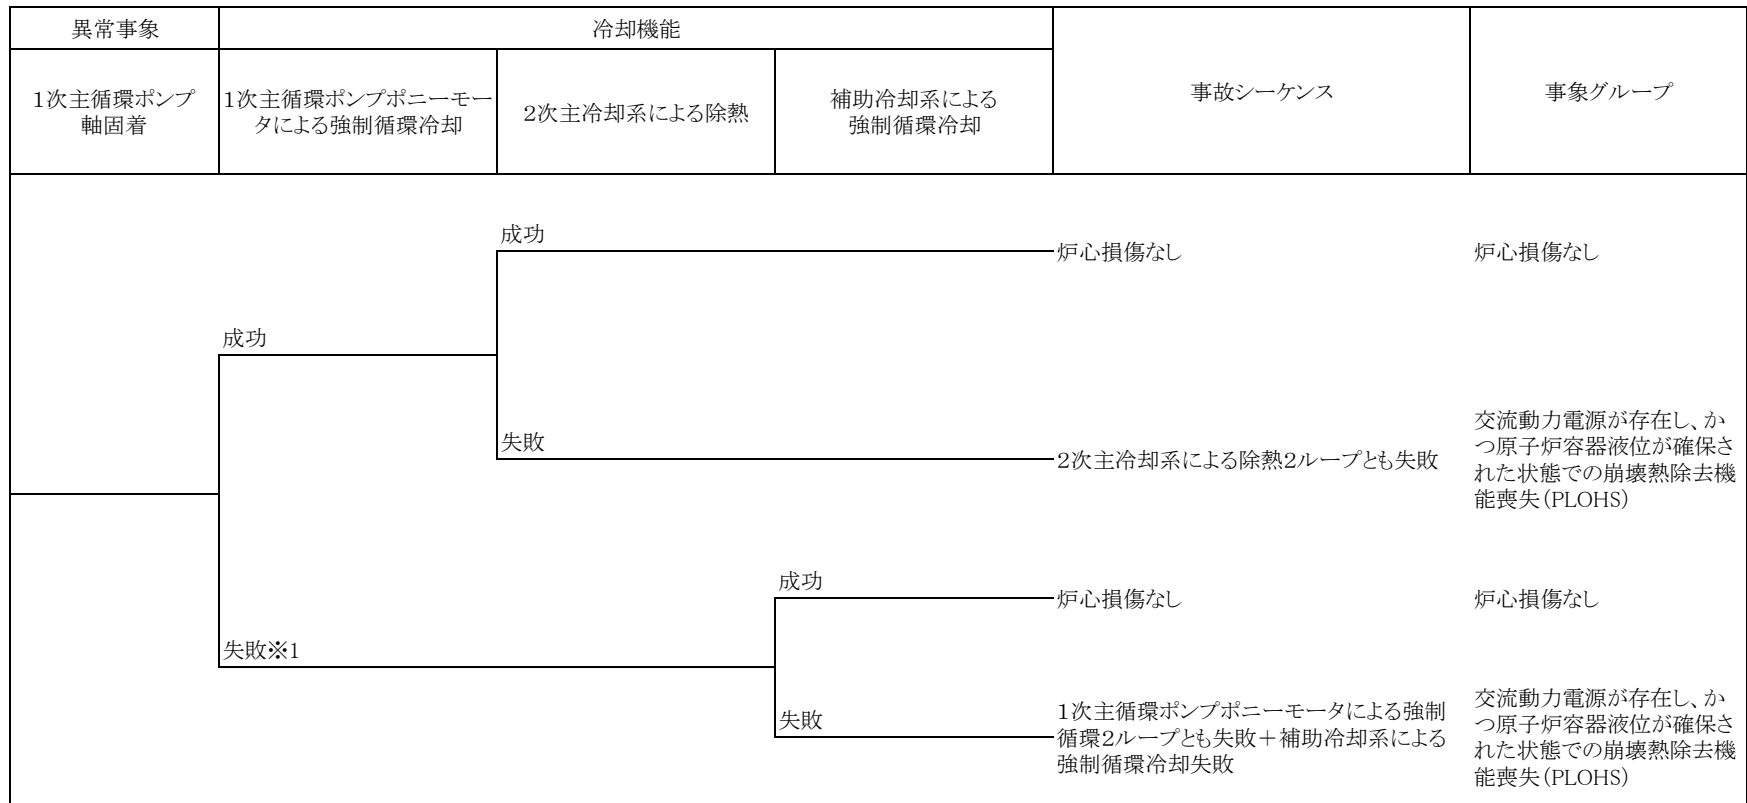 異常事象
冷却機能
1次主循環ポンプ
軸固着
1次主循環ポンプポニーモー
タによる強制循環冷却
2次主冷却系による除熱
補助冷却系による
強制循環冷却
事故シーケンス
事象グループ
成功
炉心損傷なし
炉心損傷なし
成功
失敗
2次主冷却系による除熱2ループとも失敗
交流動力電源が存在し、か
つ原子炉容器液位が確保さ
れた状態での崩壊熱除去機
能喪失(PLOHS)
成功
炉心損傷なし
炉心損傷なし
失敗※1
失敗
1次主循環ポンプポニーモータによる強制
循環2ループとも失敗+補助冷却系による
強制循環冷却失敗
交流動力電源が存在し、か
つ原子炉容器液位が確保さ
れた状態での崩壊熱除去機
能喪失(PLOHS)